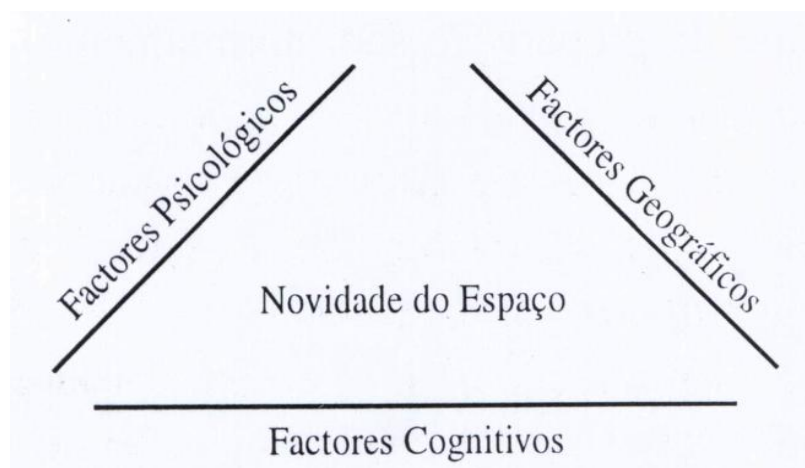 Factores Psicológicos
Factores Geográficos
Novidade do Espaço
Factores Cognitivos